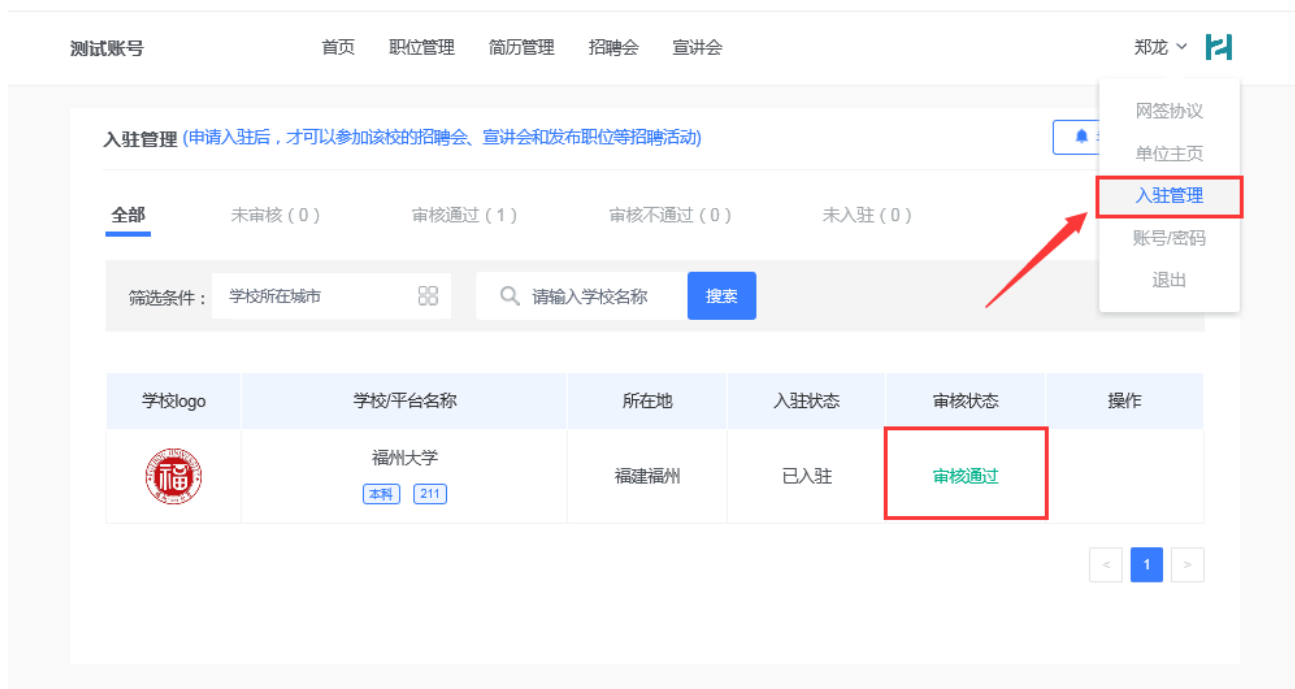 测试账号 首页 职位管理 简历管理 招聘会 宣讲会 郑龙
网签协议
单位主页
入驻管理
账号/密码
退出
入驻管理 (申请入驻后，才可以参加该校的招聘会、宣讲会和发布职位等招聘活动)
全部 未审核（0） 审核通过（1） 审核不通过（0） 未入驻（0）
筛选条件： 学校所在城市 请输入学校名称 搜索
学校logo 学校/平台名称 所在地 入驻状态 审核状态 操作
福
福州大学
本科 211
福建福州 已入驻 审核通过
< 1 >